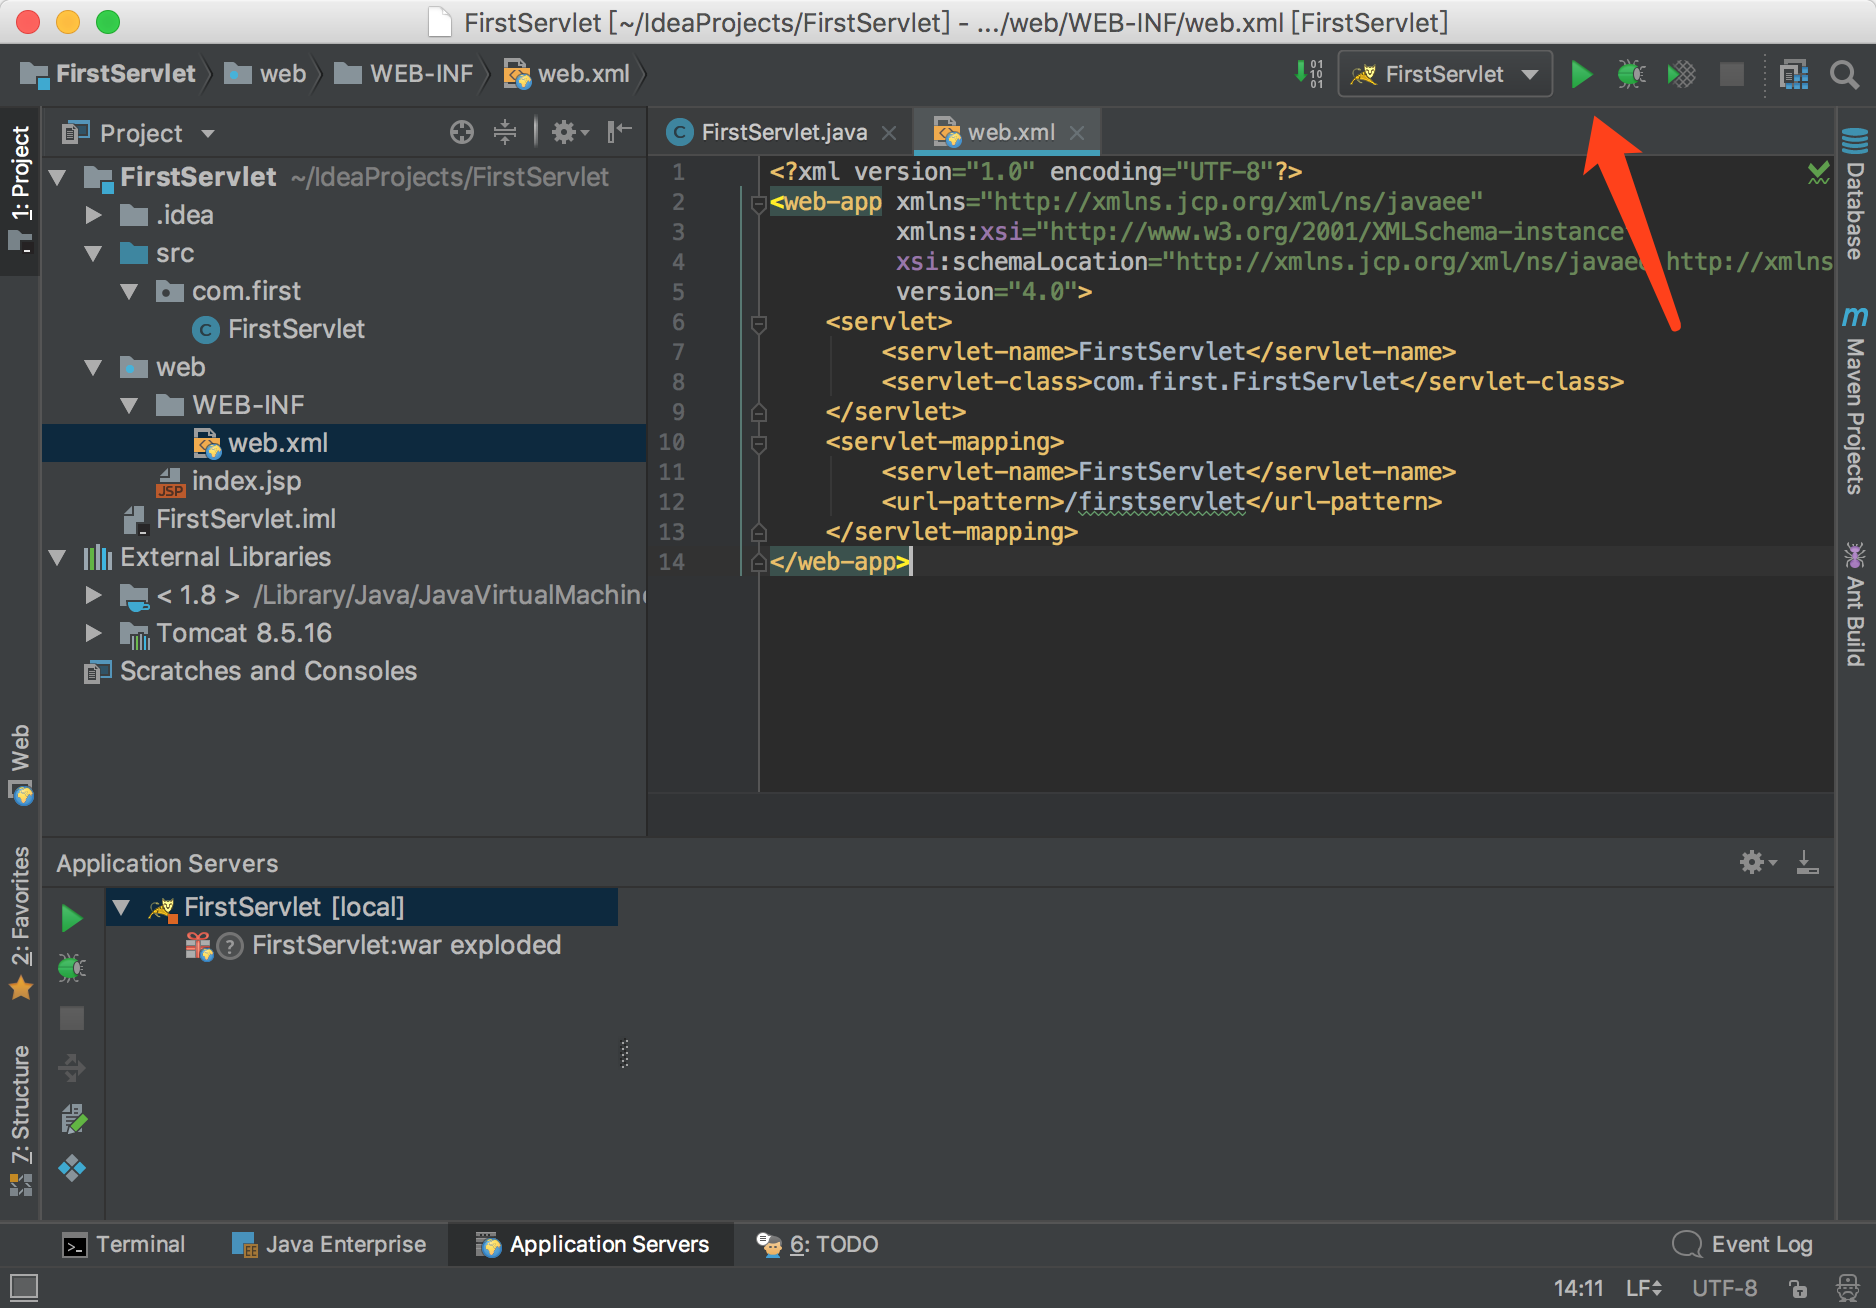 FirstServlet [~/IdeaProjects/FirstServlet] - .../web/WEB-INF/web.xml [FirstServlet]
FirstServlet web WEB-INF web.xml
FirstServlet
1: Project
Project
FirstServlet ~/IdeaProjects/FirstServlet
.idea
src
com.first
FirstServlet
web
WEB-INF
web.xml
index.jsp
FirstServlet.iml
External Libraries
< 1.8 > /Library/Java/JavaVirtualMachin
Tomcat 8.5.16
Scratches and Consoles
FirstServlet.java web.xml
1 <?xml version="1.0" encoding="UTF-8"?>
2 <web-app xmlns="http://xmlns.jcp.org/xml/ns/javaee"
3 xmlns:xsi="http://www.w3.org/2001/XMLSchema-instance
4 xsi:schemaLocation="http://xmlns.jcp.org/xml/ns/javaee http://xmlns
5 version="4.0">
6 <servlet>
7 <servlet-name>FirstServlet</servlet-name>
8 <servlet-class>com.first.FirstServlet</servlet-class>
9 </servlet>
10 <servlet-mapping>
11 <servlet-name>FirstServlet</servlet-name>
12 <url-pattern>/firstservlet</url-pattern>
13 </servlet-mapping>
14 </web-app>
Database
Maven Projects
Ant Build
Web
2: Favorites
7: Structure
Application Servers
FirstServlet [local]
FirstServlet:war exploded
Terminal Java Enterprise Application Servers 6: TODO Event Log
14:11 LF UTF-8